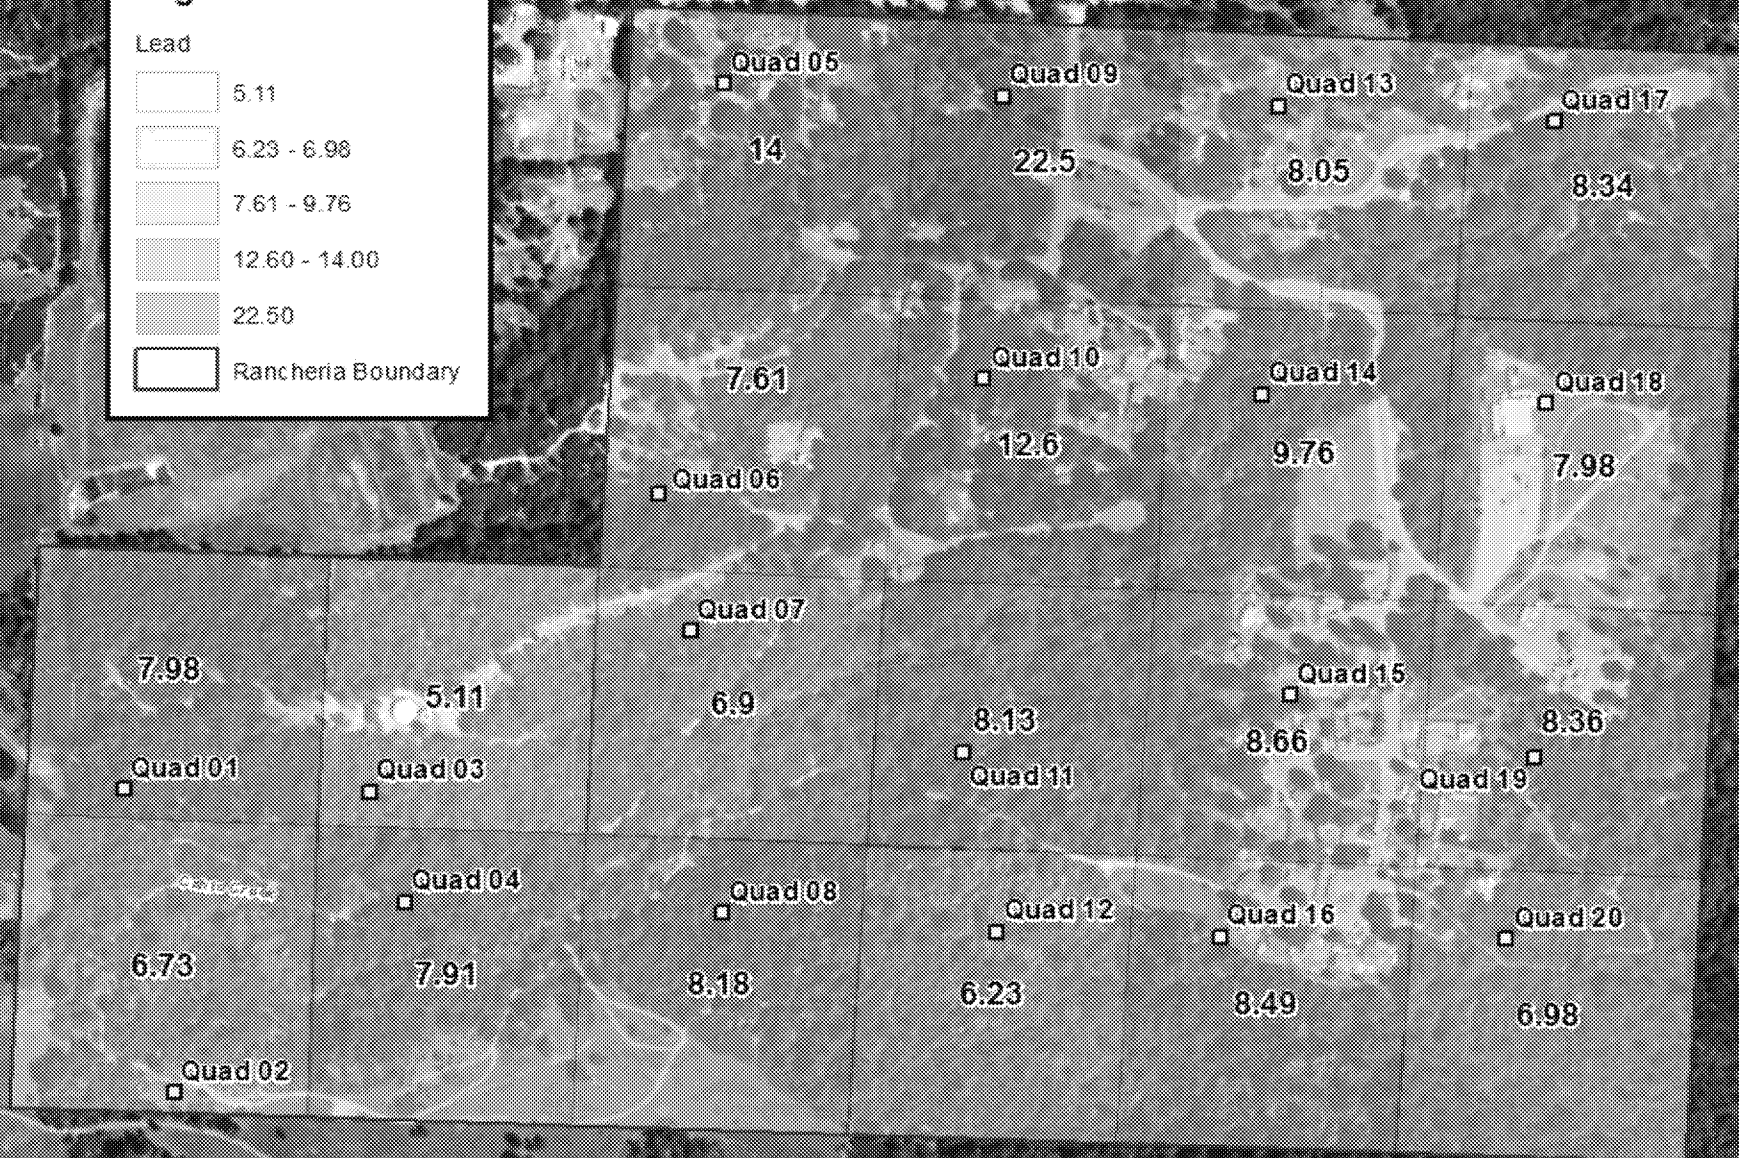 Lead
5.11
6.23 - 6.98
7.61 - 9.76
12.60 - 14.00
22.50
Rancheria Boundary
Quad 05
14
Quad 09
22.5
Quad 13
8.05
Quad 17
8.34
7.61
Quad 06
Quad 10
12.6
Quad 14
9.76
Quad 18
7.98
7.98
Quad 01
5.11
Quad 03
Quad 07
6.9
8.13
Quad 11
Quad 15
8.66
8.36
Quad 19
6.73
Quad 02
Quad 04
7.91
Quad 08
8.18
Quad 12
6.23
Quad 16
8.49
Quad 20
6.98